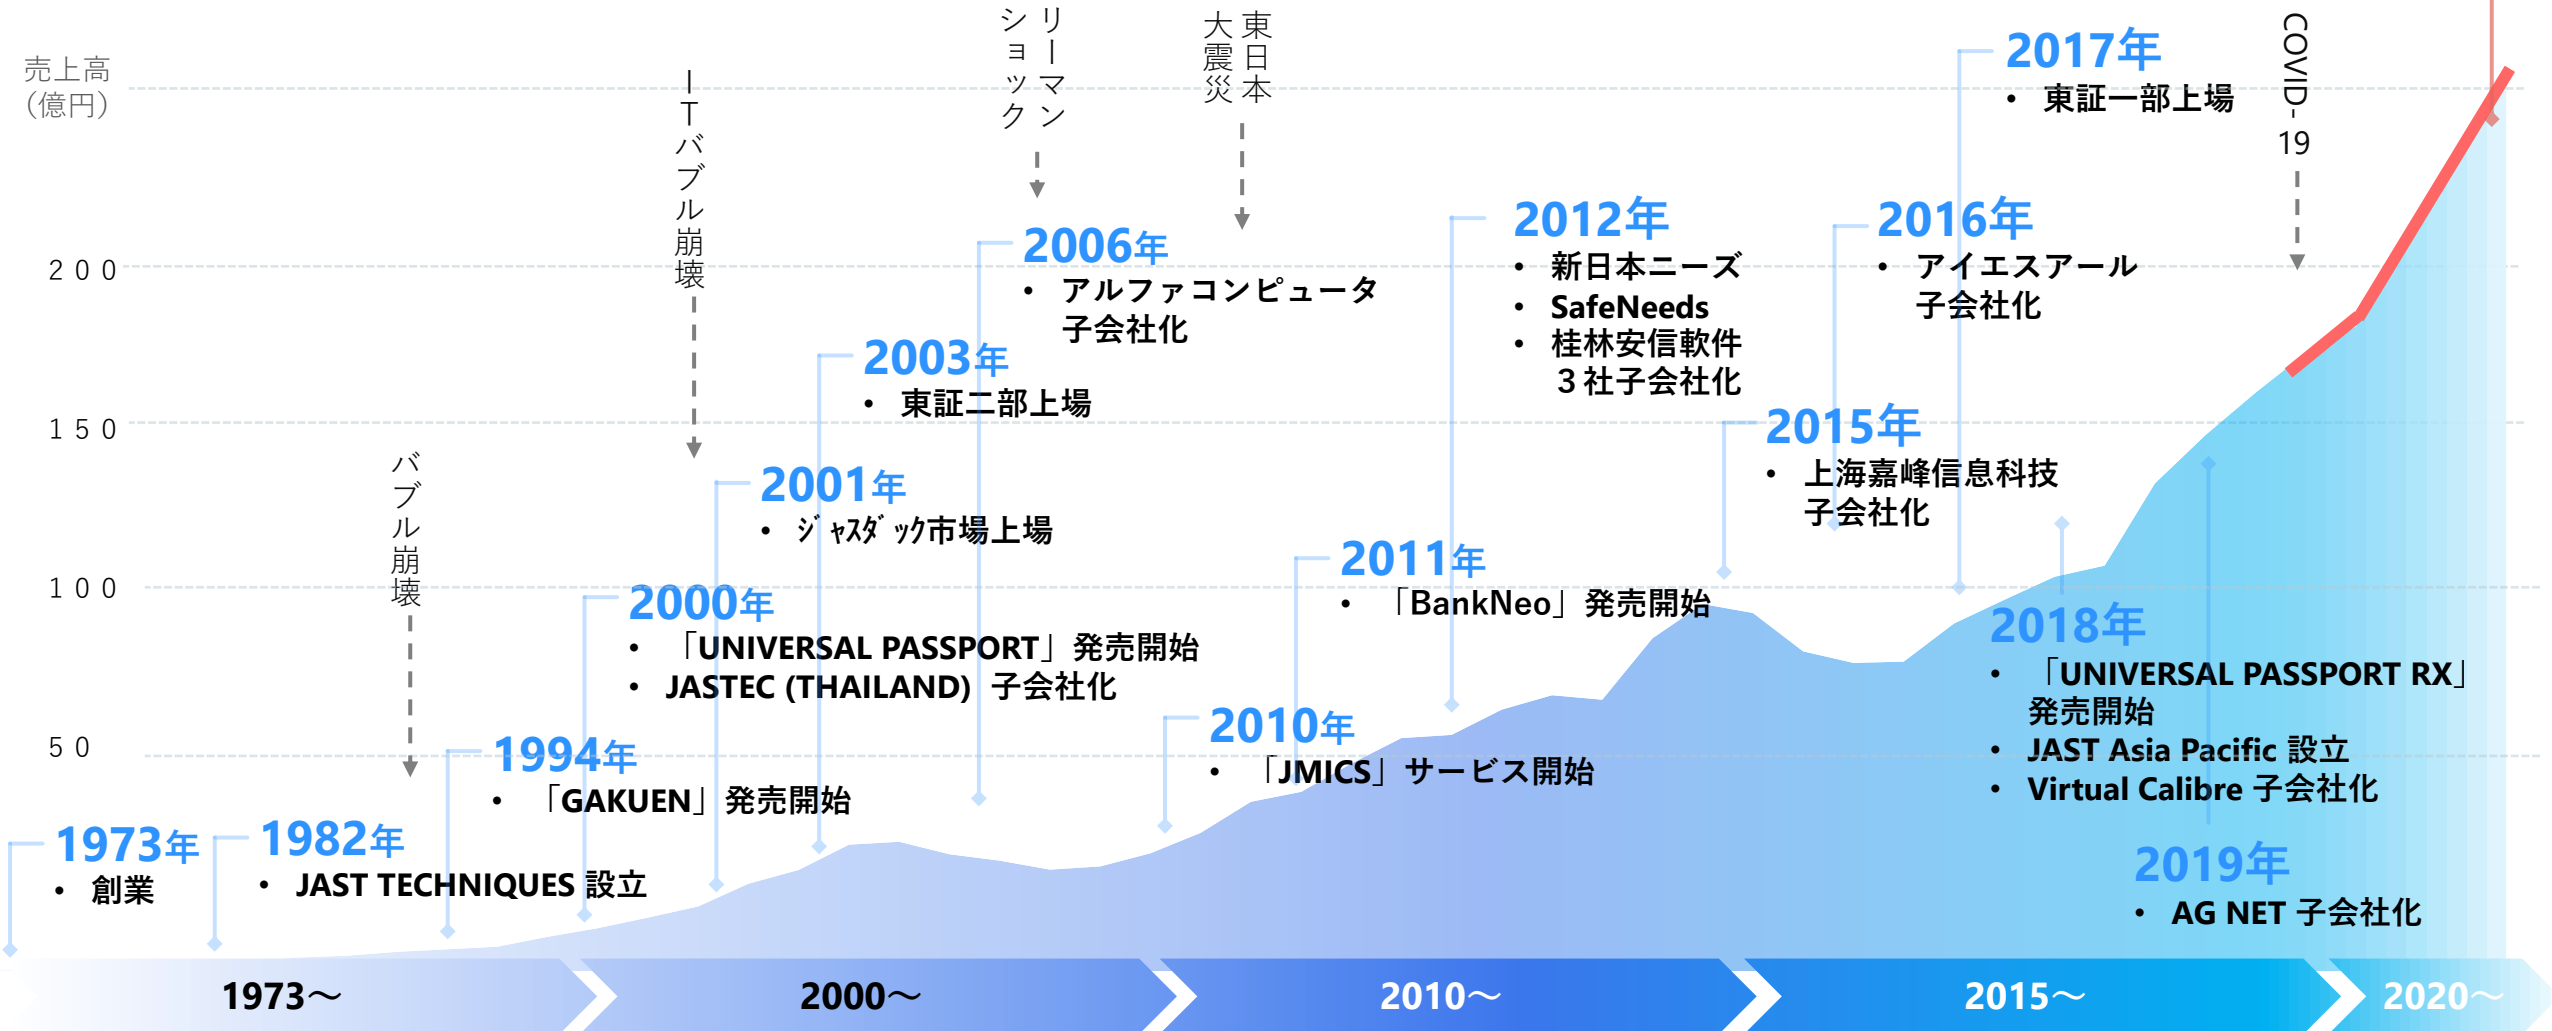 売上高
（億円）
２００
１５０
１００
５０
バブル崩壊
ＩＴバブル崩壊
リーマン
ショック
東日本
大震災
COVID-19
1973年
• 創業
1982年
• JAST TECHNIQUES 設立
1994年
• 「GAKUEN」発売開始
2000年
• 「UNIVERSAL PASSPORT」発売開始
• JASTEC (THAILAND) 子会社化
2001年
• ｼﾞｬｽﾀﾞｯｸ市場上場
2003年
• 東証二部上場
2006年
• アルファコンピュータ
子会社化
2010年
• 「JMICS」サービス開始
2011年
• 「BankNeo」発売開始
2012年
• 新日本ニーズ
• SafeNeeds
• 桂林安信軟件
３社子会社化
2015年
• 上海嘉峰信息科技
子会社化
2016年
• アイエスアール
子会社化
2017年
• 東証一部上場
2018年
• 「UNIVERSAL PASSPORT RX」
発売開始
• JAST Asia Pacific 設立
• Virtual Calibre 子会社化
2019年
• AG NET 子会社化
1973～
2000～
2010～
2015～
2020～